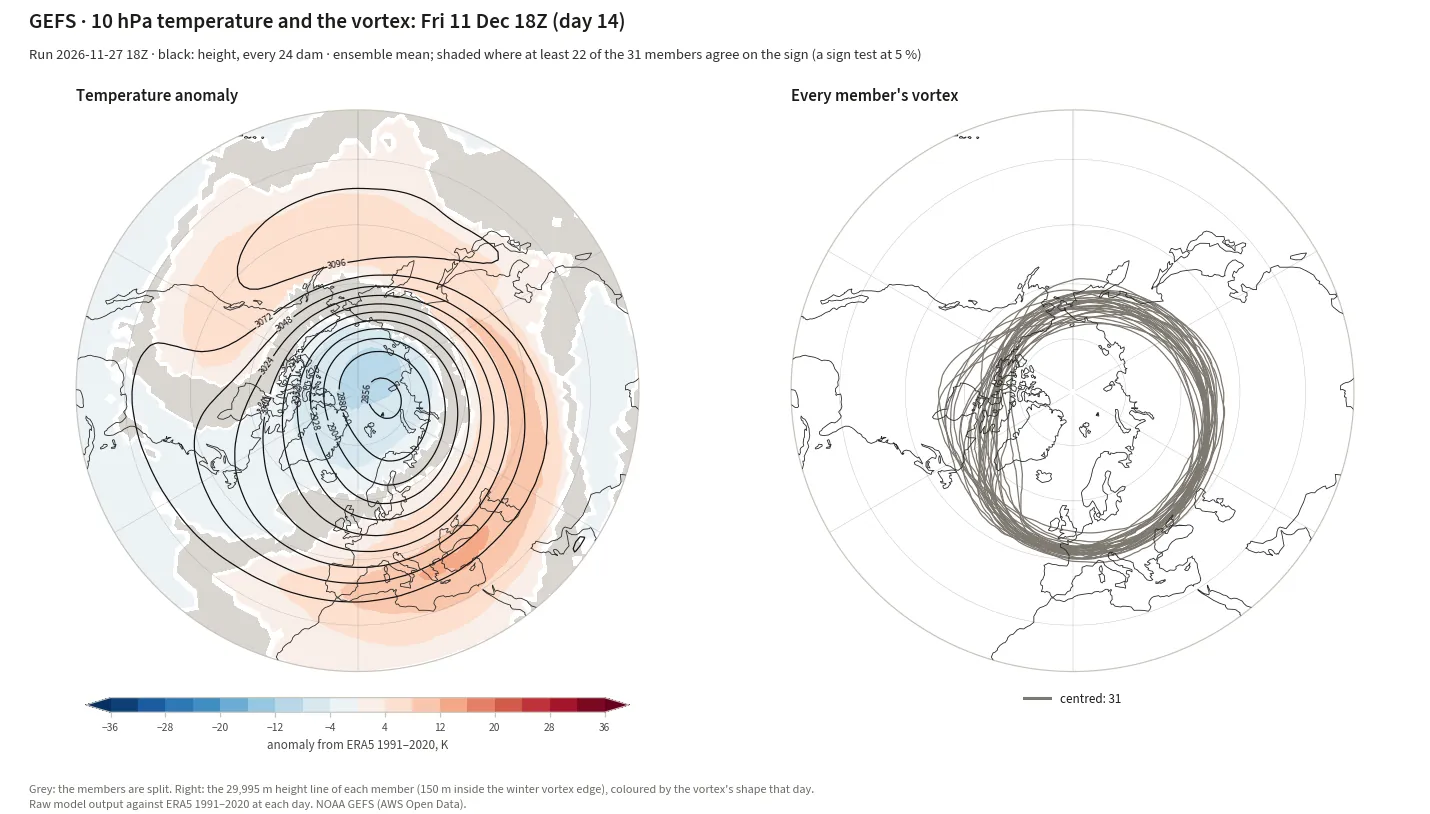 GEFS · 10 hPa temperature and the vortex: Fri 11 Dec 18Z (day 14)
Run 2026-11-27 18Z · black: height, every 24 dam · ensemble mean; shaded where at least 22 of the 31 members agree on the sign (a sign test at 5 %)
Temperature anomaly
Every member's vortex
3096
3072
3048
3024
2856
2880
2904
2928
−36 −28 −20 −12 −4 4 12 20 28 36
anomaly from ERA5 1991–2020, K
centred: 31
Grey: the members are split. Right: the 29,995 m height line of each member (150 m inside the winter vortex edge), coloured by the vortex's shape that day.
Raw model output against ERA5 1991–2020 at each day. NOAA GEFS (AWS Open Data).